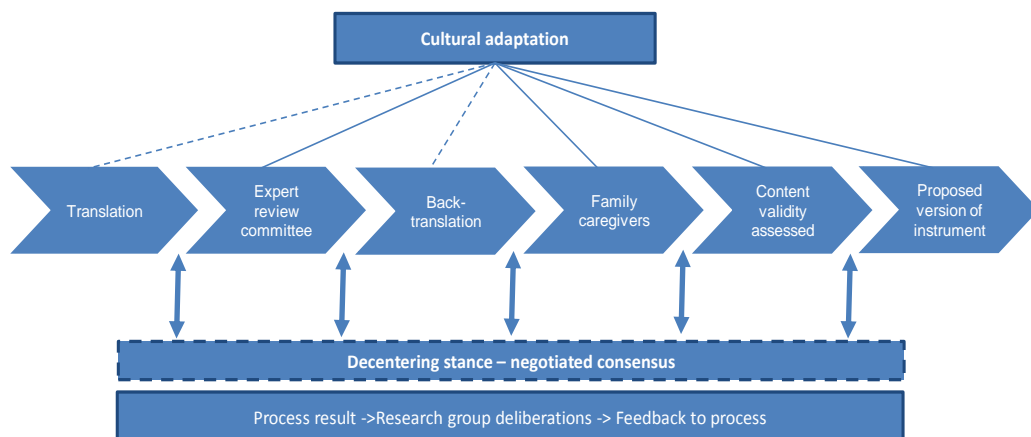 Cultural adaptation
Translation
Expert
review
committee
Back-
translation
Family
caregivers
Content
validity
assessed
Proposed
version of
instrument
Decentering stance – negotiated consensus
Process result ->Research group deliberations -> Feedback to process